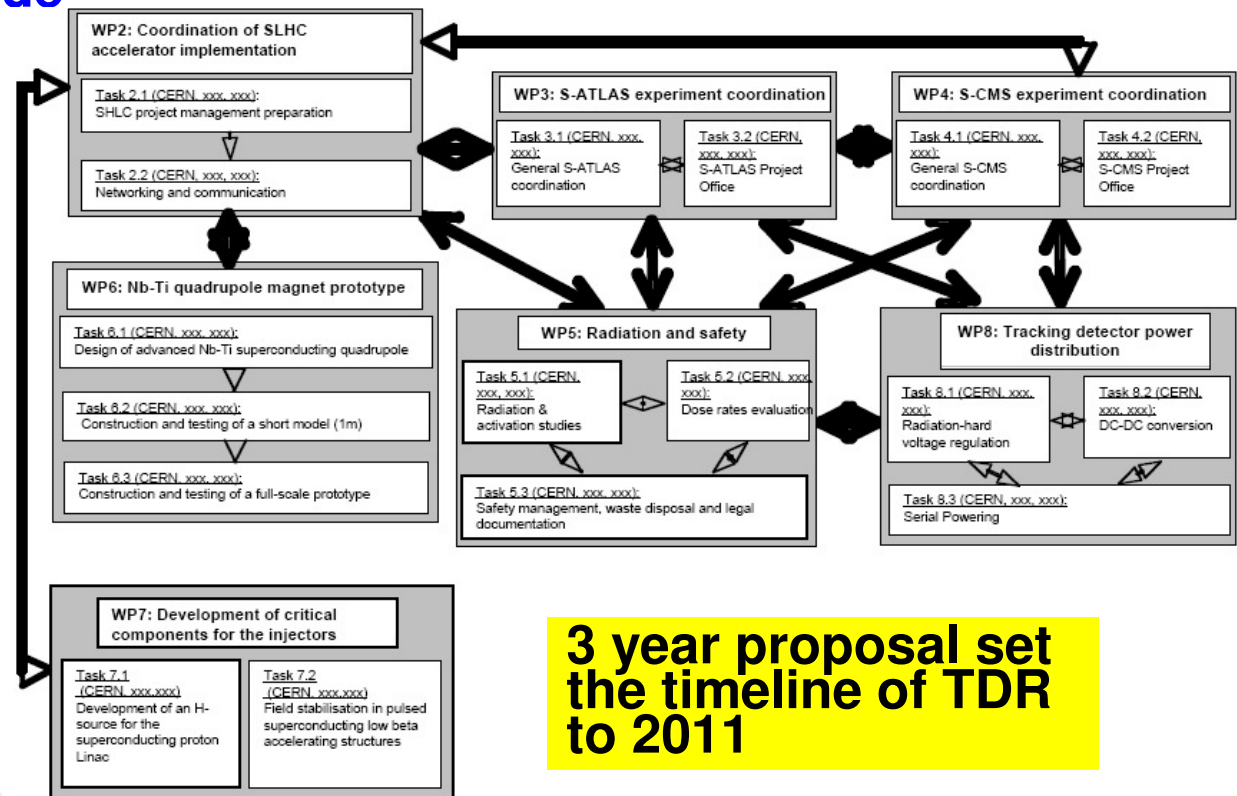 WP2: Coordination of SLHC
accelerator implementation
Task 2.1 (CERN, xxx, xxx):
SHLC project management preparation
Task 2.2 (CERN, xxx, xxx):
Networking and communication
WP3: S-ATLAS experiment coordination
Task 3.1 (CERN, xxx,
xxx):
General S-ATLAS
coordination
Task 3.2 (CERN,
xxx, xxx):
S-ATLAS Project
Office
WP4: S-CMS experiment coordination
Task 4.1 (CERN, xxx,
xxx):
General S-CMS
coordination
Task 4.2 (CERN,
xxx, xxx):
S-CMS Project
Office
WP6: Nb-Ti quadrupole magnet prototype
Task 6.1 (CERN, xxx, xxx):
Design of advanced Nb-Ti superconducting quadrupole
Task 6.2 (CERN, xxx, xxx):
Construction and testing of a short model (1m)
Task 6.3 (CERN, xxx, xxx):
Construction and testing of a full-scale prototype
WP5: Radiation and safety
Task 5.1 (CERN,
xxx, xxx):
Radiation &
activation studies
Task 5.2 (CERN, xxx,
xxx):
Dose rates evaluation
Task 5.3 (CERN, xxx, xxx):
Safety management, waste disposal and legal
documentation
WP8: Tracking detector power
distribution
Task 8.1 (CERN, xxx,
xxx):
Radiation-hard
voltage regulation
Task 8.2 (CERN,
xxx, xxx):
DC-DC conversion
Task 8.3 (CERN, xxx, xxx):
Serial Powering
WP7: Development of critical
components for the injectors
Task 7.1
(CERN, xxx,xxx)
Development of an H-
source for the
superconducting proton
Linac
Task 7.2
(CERN, xxx,xxx)
Field stabilisation in pulsed
superconducting low beta
accelerating structures
3 year proposal set
the timeline of TDR
to 2011